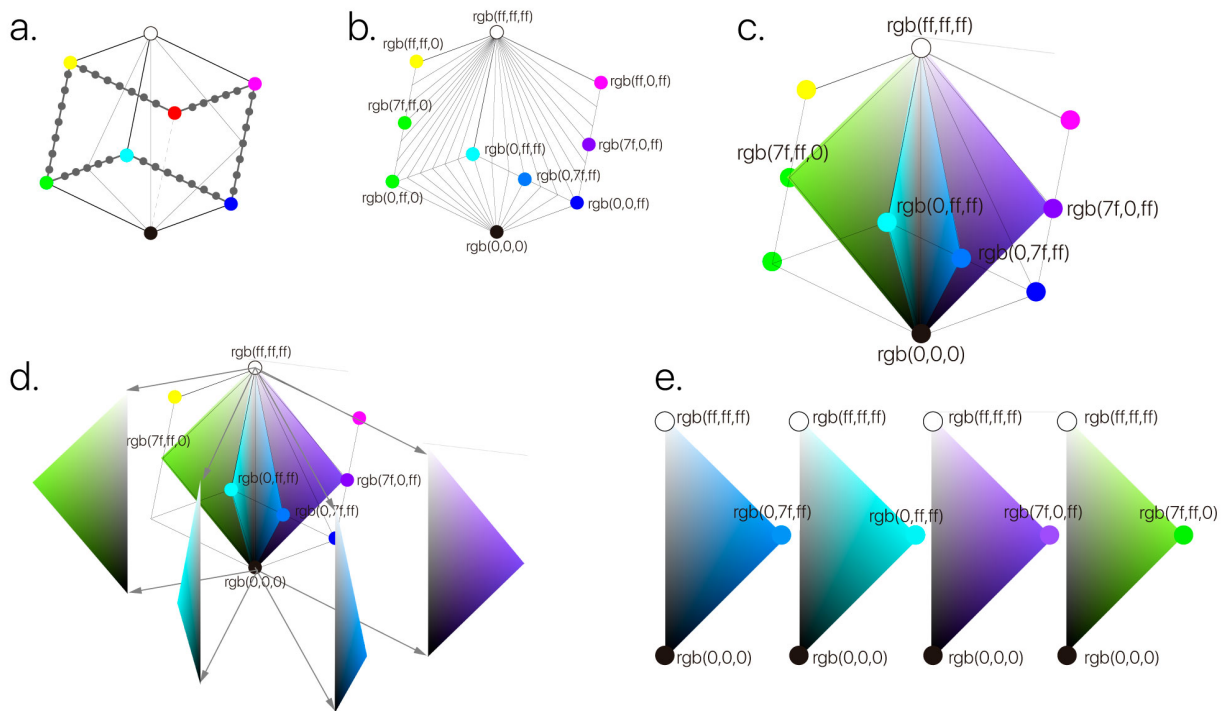 a.
b.
rgb(ff,ff,ff)
rgb(ff,ff,0)
rgb(ff,0,ff)
rgb(7f,ff,0)
rgb(0,ff,ff)
rgb(7f,0,ff)
rgb(0,7f,ff)
rgb(0,ff,0)
rgb(0,0,ff)
rgb(0,0,0)
c.
rgb(ff,ff,ff)
rgb(7f,ff,0)
rgb(0,ff,ff)
rgb(7f,0,ff)
rgb(0,7f,ff)
rgb(0,0,0)
d.
rgb(ff,ff,ff)
rgb(7f,ff,0)
rgb(0,ff,ff)
rgb(7f,0,ff)
rgb(0,7f,ff)
rgb(0,0,0)
e.
rgb(ff,ff,ff)
rgb(ff,ff,ff)
rgb(ff,ff,ff)
rgb(ff,ff,ff)
rgb(0,7f,ff)
rgb(0,ff,ff)
rgb(7f,0,ff)
rgb(7f,ff,0)
rgb(0,0,0)
rgb(0,0,0)
rgb(0,0,0)
rgb(0,0,0)